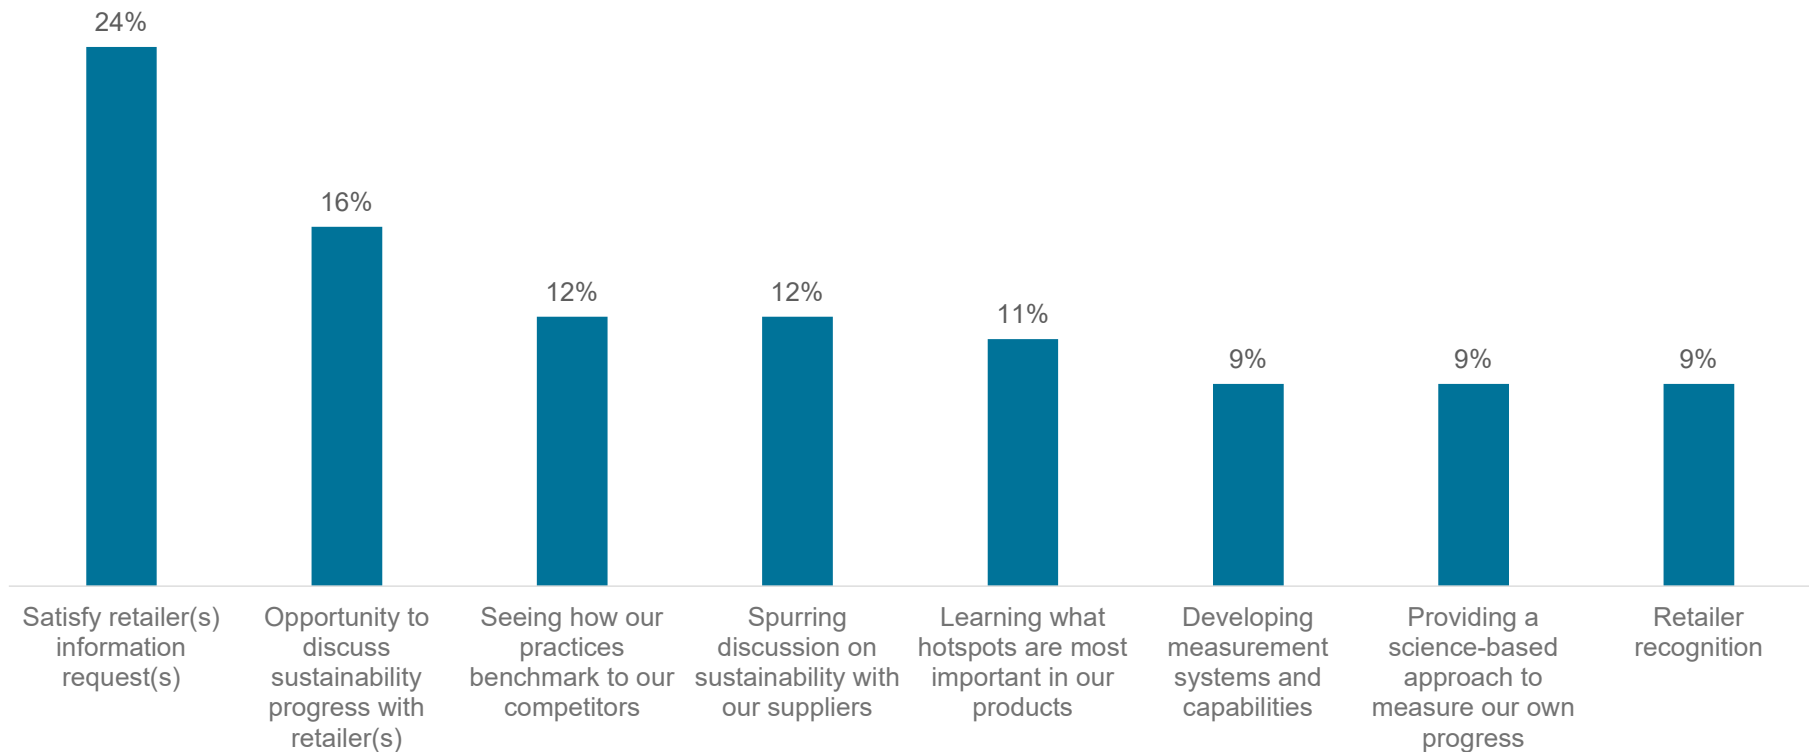 24%
16%
12%
12%
11%
9%
9%
9%
Satisfy retailer(s)
information
request(s)
Opportunity to
discuss
sustainability
progress with
retailer(s)
Seeing how our
practices
benchmark to our
competitors
Spurring
discussion on
sustainability with
our suppliers
Learning what
hotspots are most
important in our
products
Developing
measurement
systems and
capabilities
Providing a
science-based
approach to
measure our own
progress
Retailer
recognition